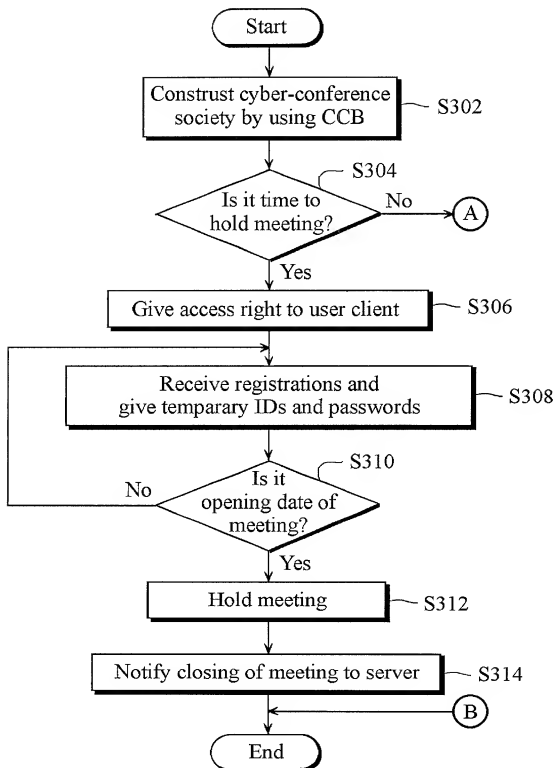 Start
Construst cyber-conference
society by using CCB
S302
S304
Is it time to
hold meeting?
No
A
Yes
Give access right to user client
S306
Receive registrations and
give temparary IDs and passwords
S308
S310
Is it
opening date of
meeting?
No
Yes
Hold meeting
S312
Notify closing of meeting to server
S314
B
End